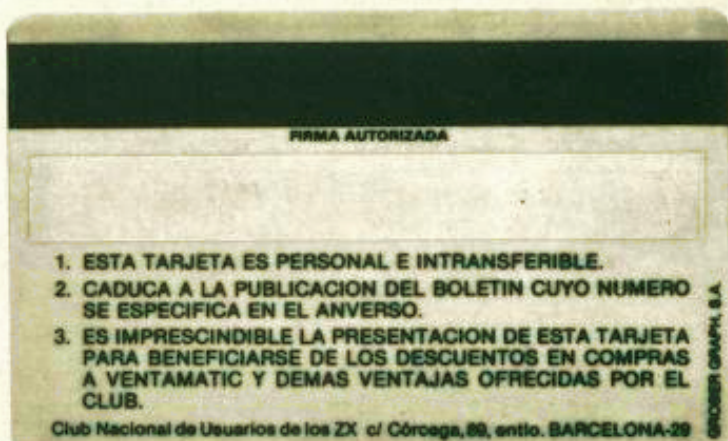 FIRMA AUTORIZADA
1. ESTA TARJETA ES PERSONAL E INTRANSFERIBLE.
2. CADUCA A LA PUBLICACION DEL BOLETIN CUYO NUMERO
SE ESPECIFICA EN EL ANVERSO.
3. ES IMPRESCINDIBLE LA PRESENTACION DE ESTA TARJETA
PARA BENEFICIARSE DE LOS DESCUENTOS EN COMPRAS
A VENTAMATIC Y DEMAS VENTAJAS OFRECIDAS POR EL
CLUB.
Club Nacional de Usuarios de los ZX c/ Córcega, 89, entlo. BARCELONA-29
GRAPH, S.A.